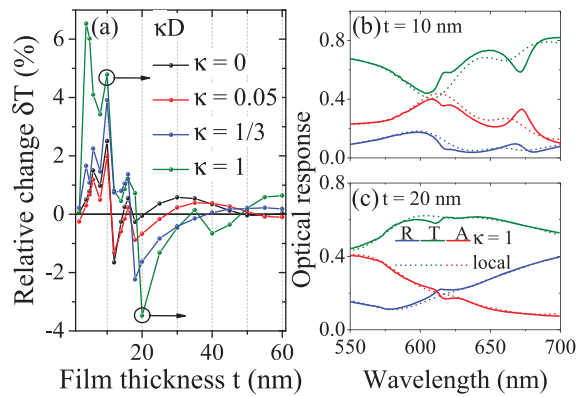 (a)
κD
κ = 0
κ = 0.05
κ = 1/3
κ = 1
Relative change δT (%)
6
4
2
0
-2
-4
0
20
40
60
Film thickness t (nm)
(b) t = 10 nm
0.8
0.4
0.0
(c) t = 20 nm
R T A κ = 1
local
0.8
0.4
0.0
Optical response
550
600
650
700
Wavelength (nm)